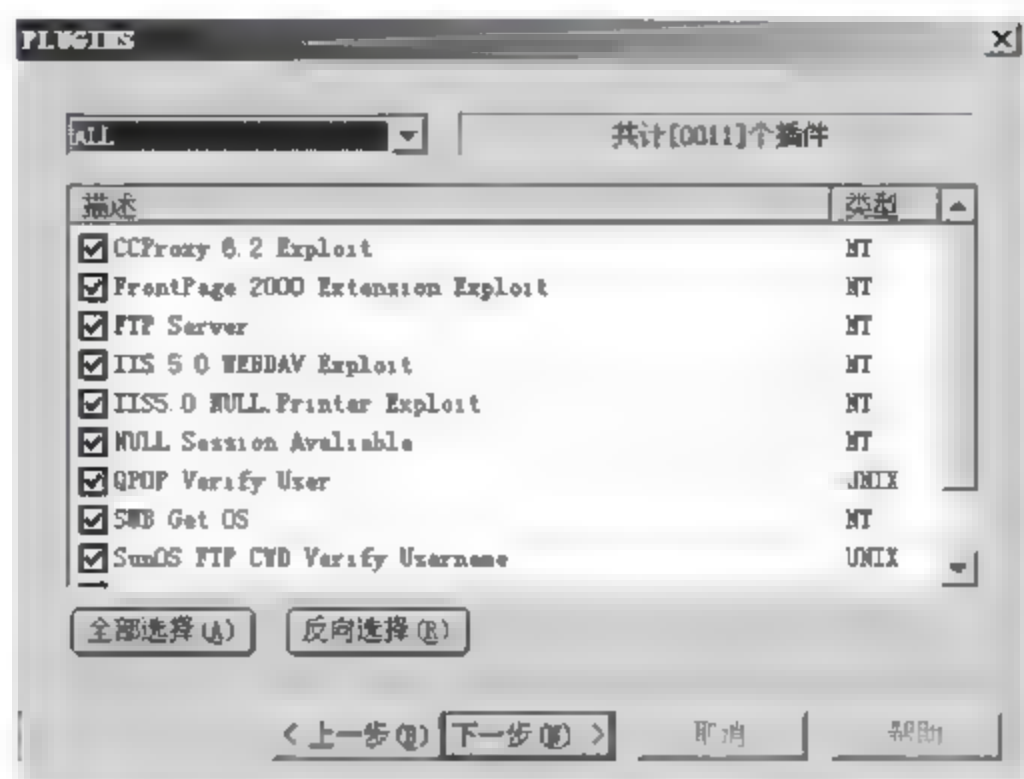 PLUGINS
ALL
共计[0011]个插件
描述 类型
CCProxy 6.2 Exploit NT
FrontPage 2000 Extension Exploit NT
FTP Server NT
IIS 5.0 WEBDAV Exploit NT
IIS5.0 NULL.Printer Exploit NT
NULL Session Avaliable NT
QPOP Verify User UNIX
SMB Get OS NT
SunOS FTP CWD Verify Username UNIX
全部选择(A) 反向选择(R)
< 上一步(B) 下一步(N) > 取消 帮助